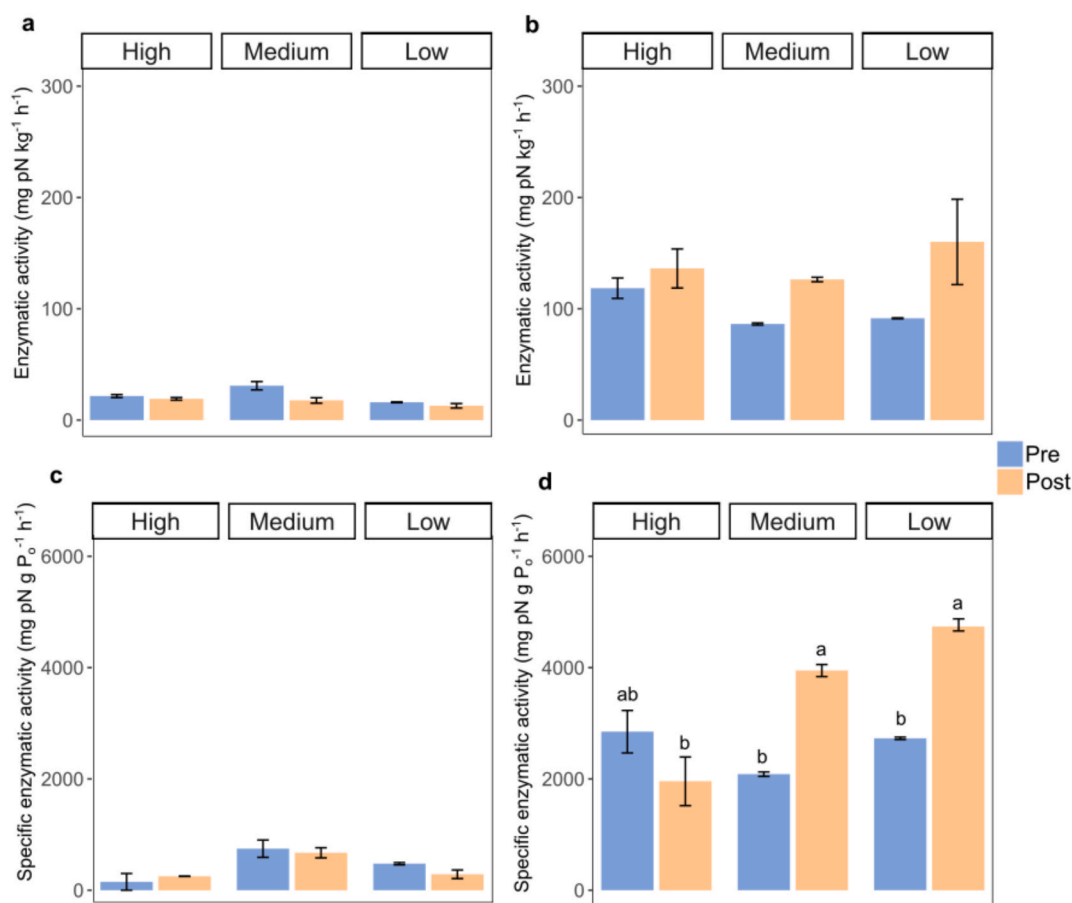 a
High Medium Low
Enzymatic activity (mg pN kg⁻¹ h⁻¹)
300
200
100
0
b
High Medium Low
Enzymatic activity (mg pN kg⁻¹ h⁻¹)
300
200
100
0
Pre
Post
c
High Medium Low
Specific enzymatic activity (mg pN g Pₒ⁻¹ h⁻¹)
6000
4000
2000
0
d
High Medium Low
Specific enzymatic activity (mg pN g Pₒ⁻¹ h⁻¹)
6000
4000
2000
0
ab
b
b
a
b
a